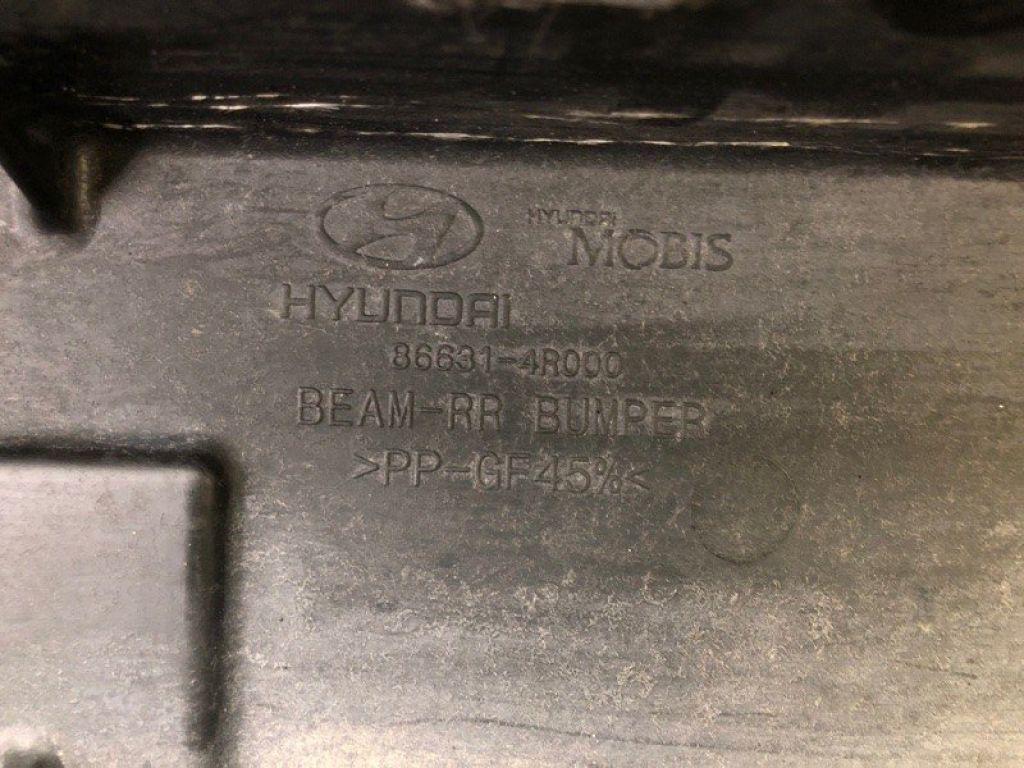 HYUNDAI
MOBIS
HYUNDAI
86631-4R000
BEAM-RR BUMPER
>PP-GF45%<